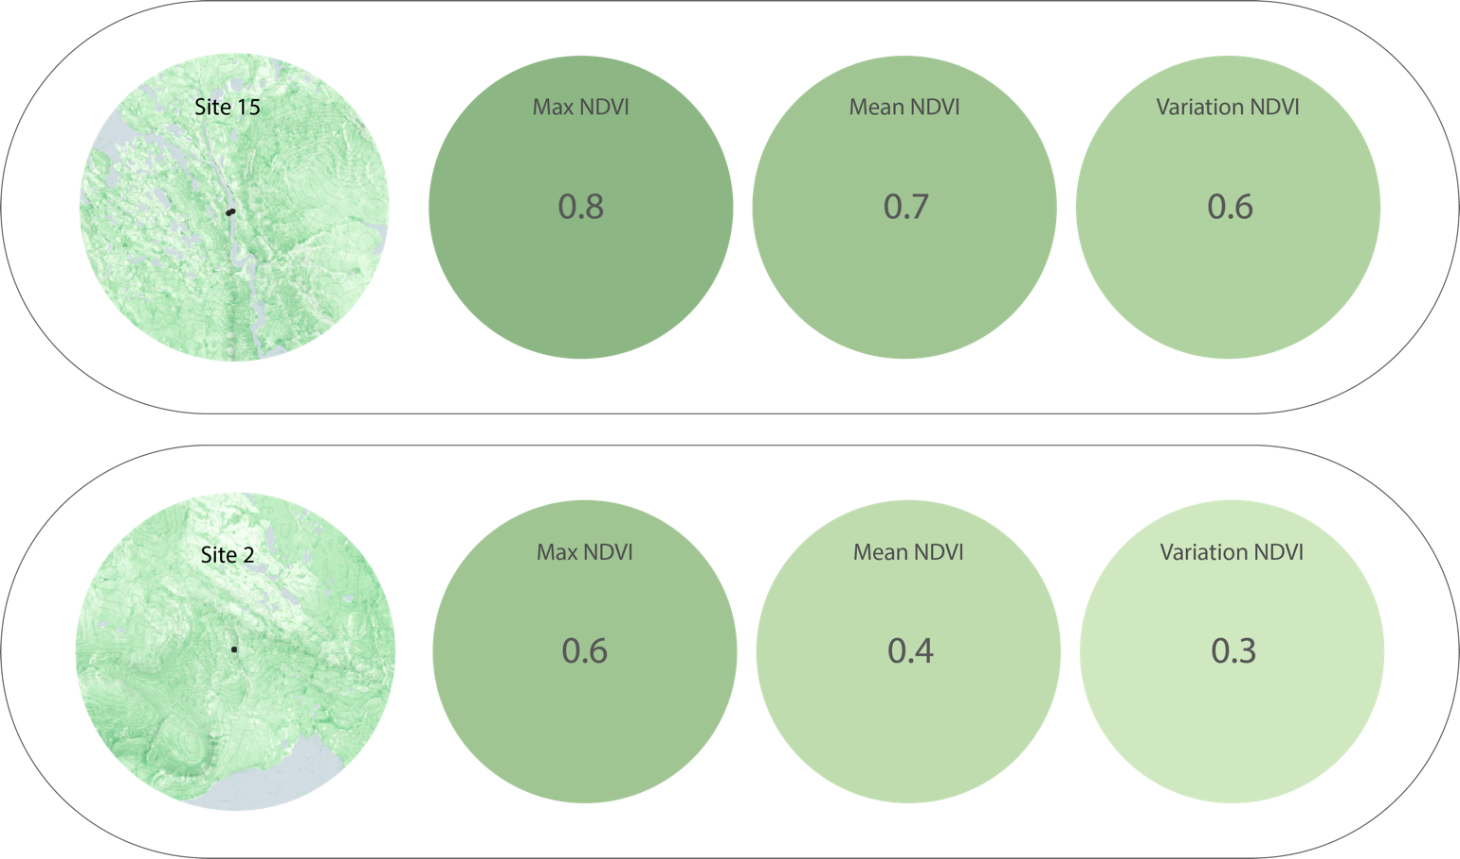 Site 15
Max NDVI
0.8
Mean NDVI
0.7
Variation NDVI
0.6
Site 2
Max NDVI
0.6
Mean NDVI
0.4
Variation NDVI
0.3